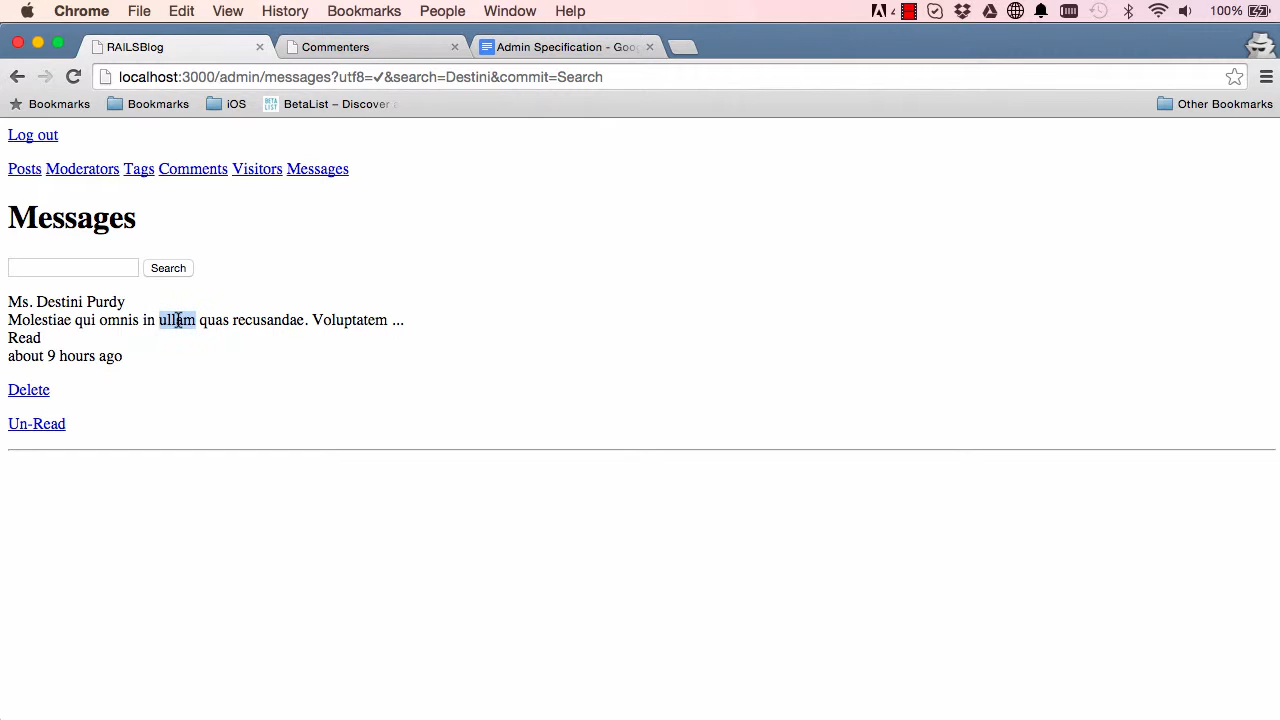 Chrome File Edit View History Bookmarks People Window Help 4 100%
RAILSBlog Commenters Admin Specification - Goo
localhost:3000/admin/messages?utf8=✓&search=Destini&commit=Search
Bookmarks Bookmarks iOS BETA LIST BetaList – Discover Other Bookmarks
Log out
Posts Moderators Tags Comments Visitors Messages
Messages
Search
Ms. Destini Purdy
Molestiae qui omnis in ullam quas recusandae. Voluptatem ...
Read
about 9 hours ago
Delete
Un-Read